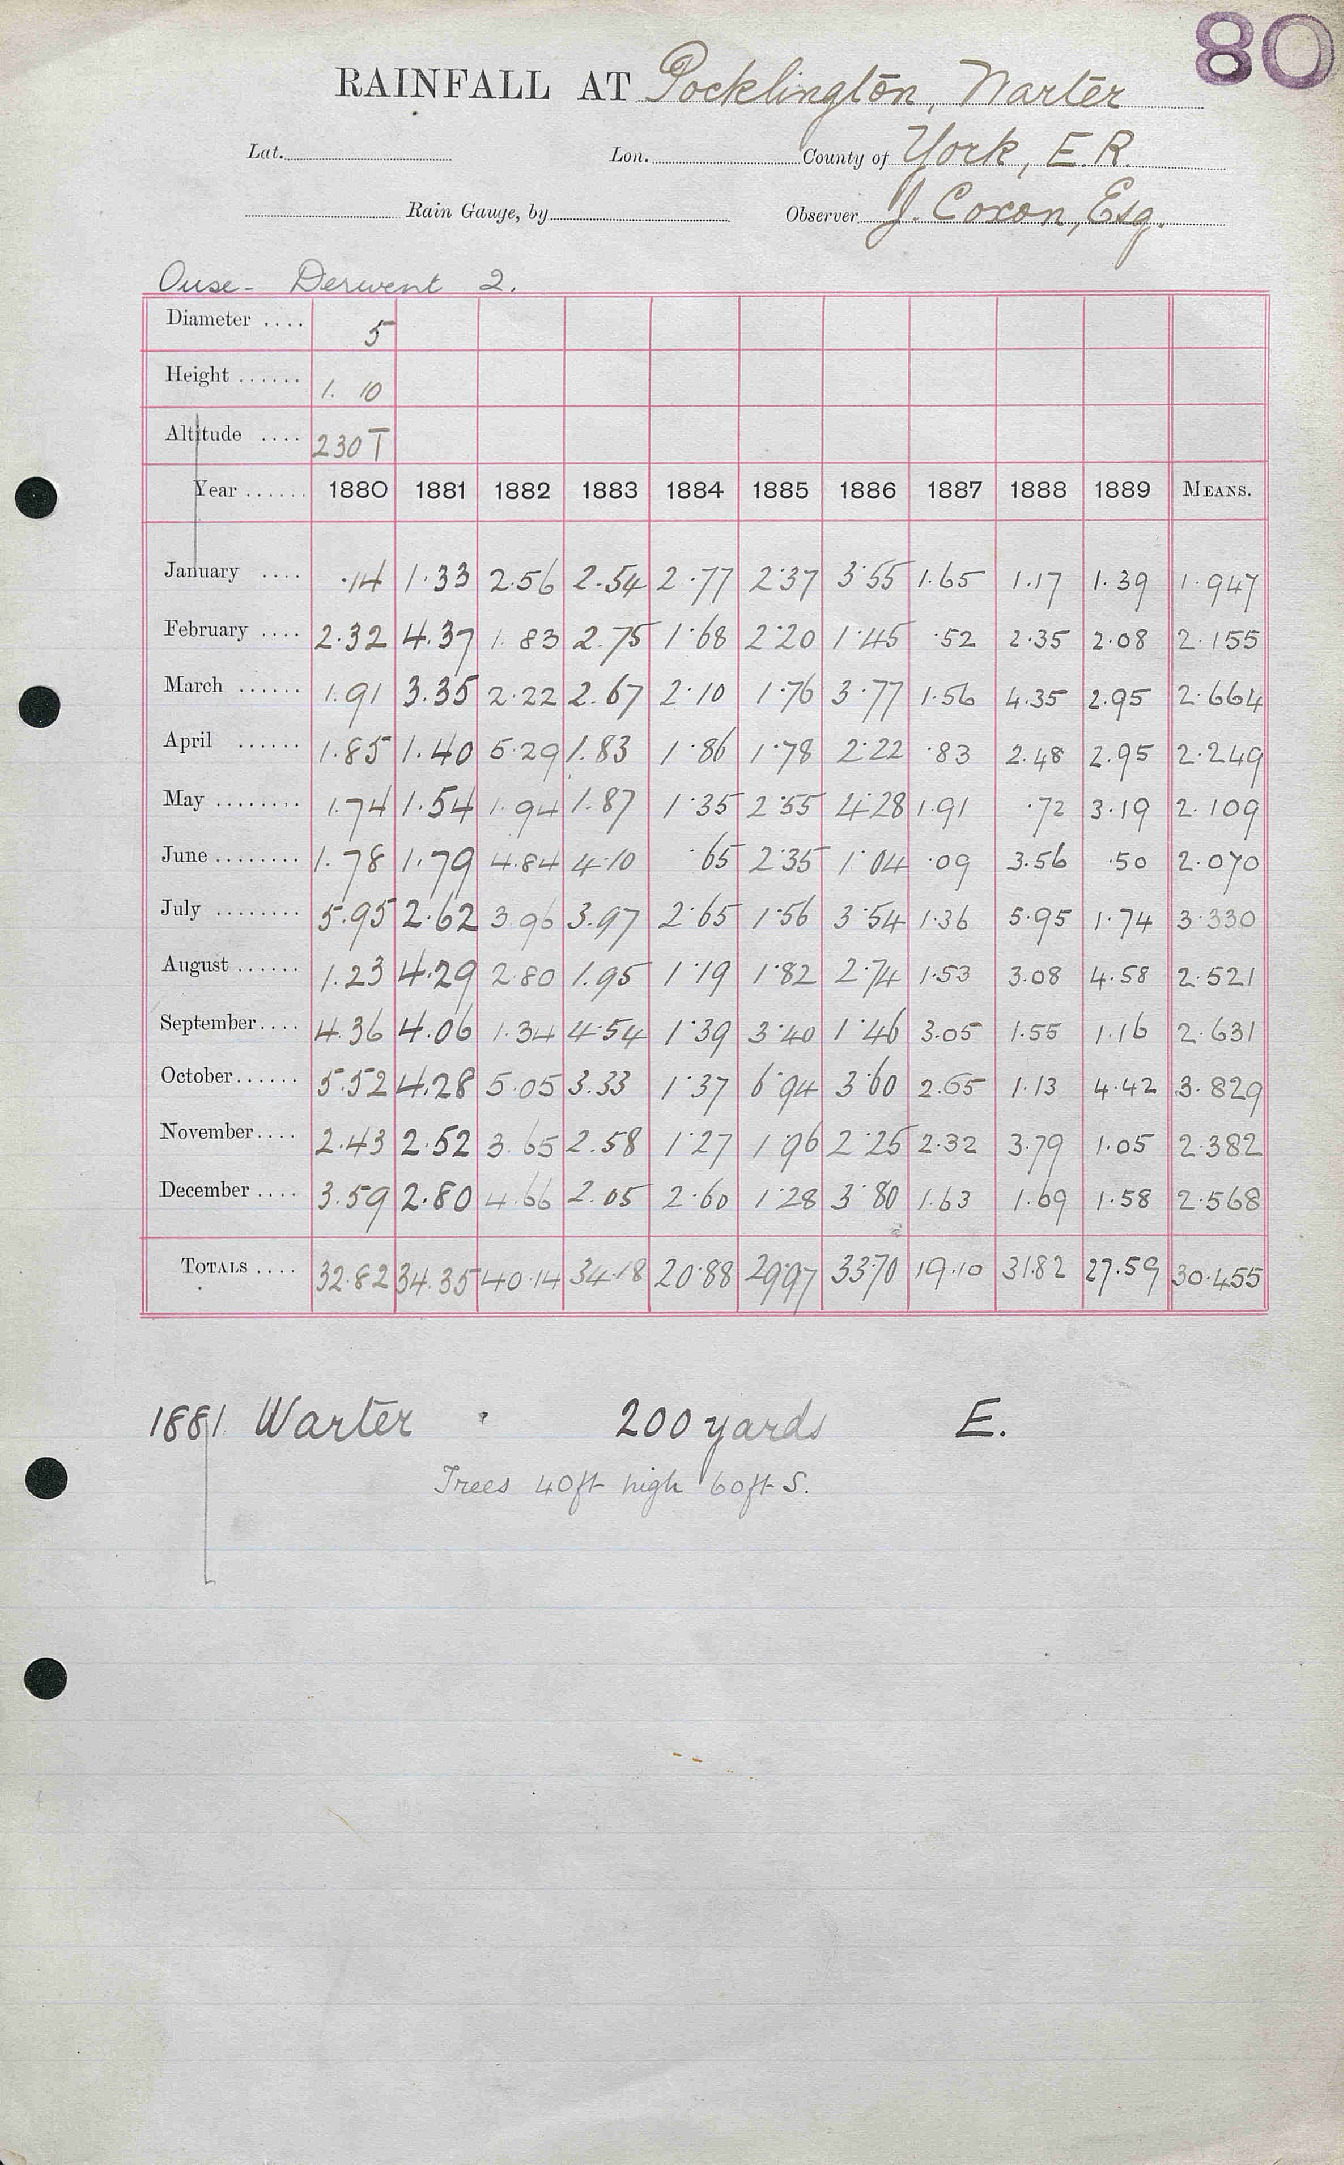 80
RAINFALL AT Pocklington, Warter
Lat. Lon. County of York, E.R.
Rain Gauge, by Observer J. Coxon, Esq.
Ouse - Derwent 2.
Diameter .... 5
Height ...... 1. 10
Altitude .... 230 T
Year ...... 1880 1881 1882 1883 1884 1885 1886 1887 1888 1889 MEANS.
January .... .14 1.33 2.56 2.54 2.77 2.37 3.55 1.65 1.17 1.39 1.947
February .... 2.32 4.37 1.83 2.75 1.68 2.20 1.45 .52 2.35 2.08 2.155
March ...... 1.91 3.35 2.22 2.67 2.10 1.76 3.77 1.56 4.35 2.95 2.664
April ...... 1.85 1.40 5.29 1.83 1.86 1.78 2.22 .83 2.48 2.95 2.249
May ........ 1.74 1.54 1.94 1.87 1.35 2.55 4.28 1.91 .72 3.19 2.109
June ........ 1.78 1.79 4.84 4.10 .65 2.35 1.04 .09 3.56 .50 2.070
July ........ 5.95 2.62 3.96 3.97 2.65 1.56 3.54 1.36 5.95 1.74 3.330
August ...... 1.23 4.29 2.80 1.95 1.19 1.82 2.74 1.53 3.08 4.58 2.521
September.... 4.36 4.06 1.34 4.54 1.39 3.40 1.46 3.05 1.55 1.16 2.631
October...... 5.52 4.28 5.05 3.33 1.37 6.94 3.60 2.65 1.13 4.42 3.829
November.... 2.43 2.52 3.65 2.58 1.27 1.96 2.25 2.32 3.79 1.05 2.382
December .... 3.59 2.80 4.66 2.05 2.60 1.28 3.80 1.63 1.69 1.58 2.568
TOTALS .... 32.82 34.35 40.14 34.18 20.88 29.97 33.70 19.10 31.82 27.59 30.455
1881 Warter 200 yards E.
Trees 40ft high 60ft S.